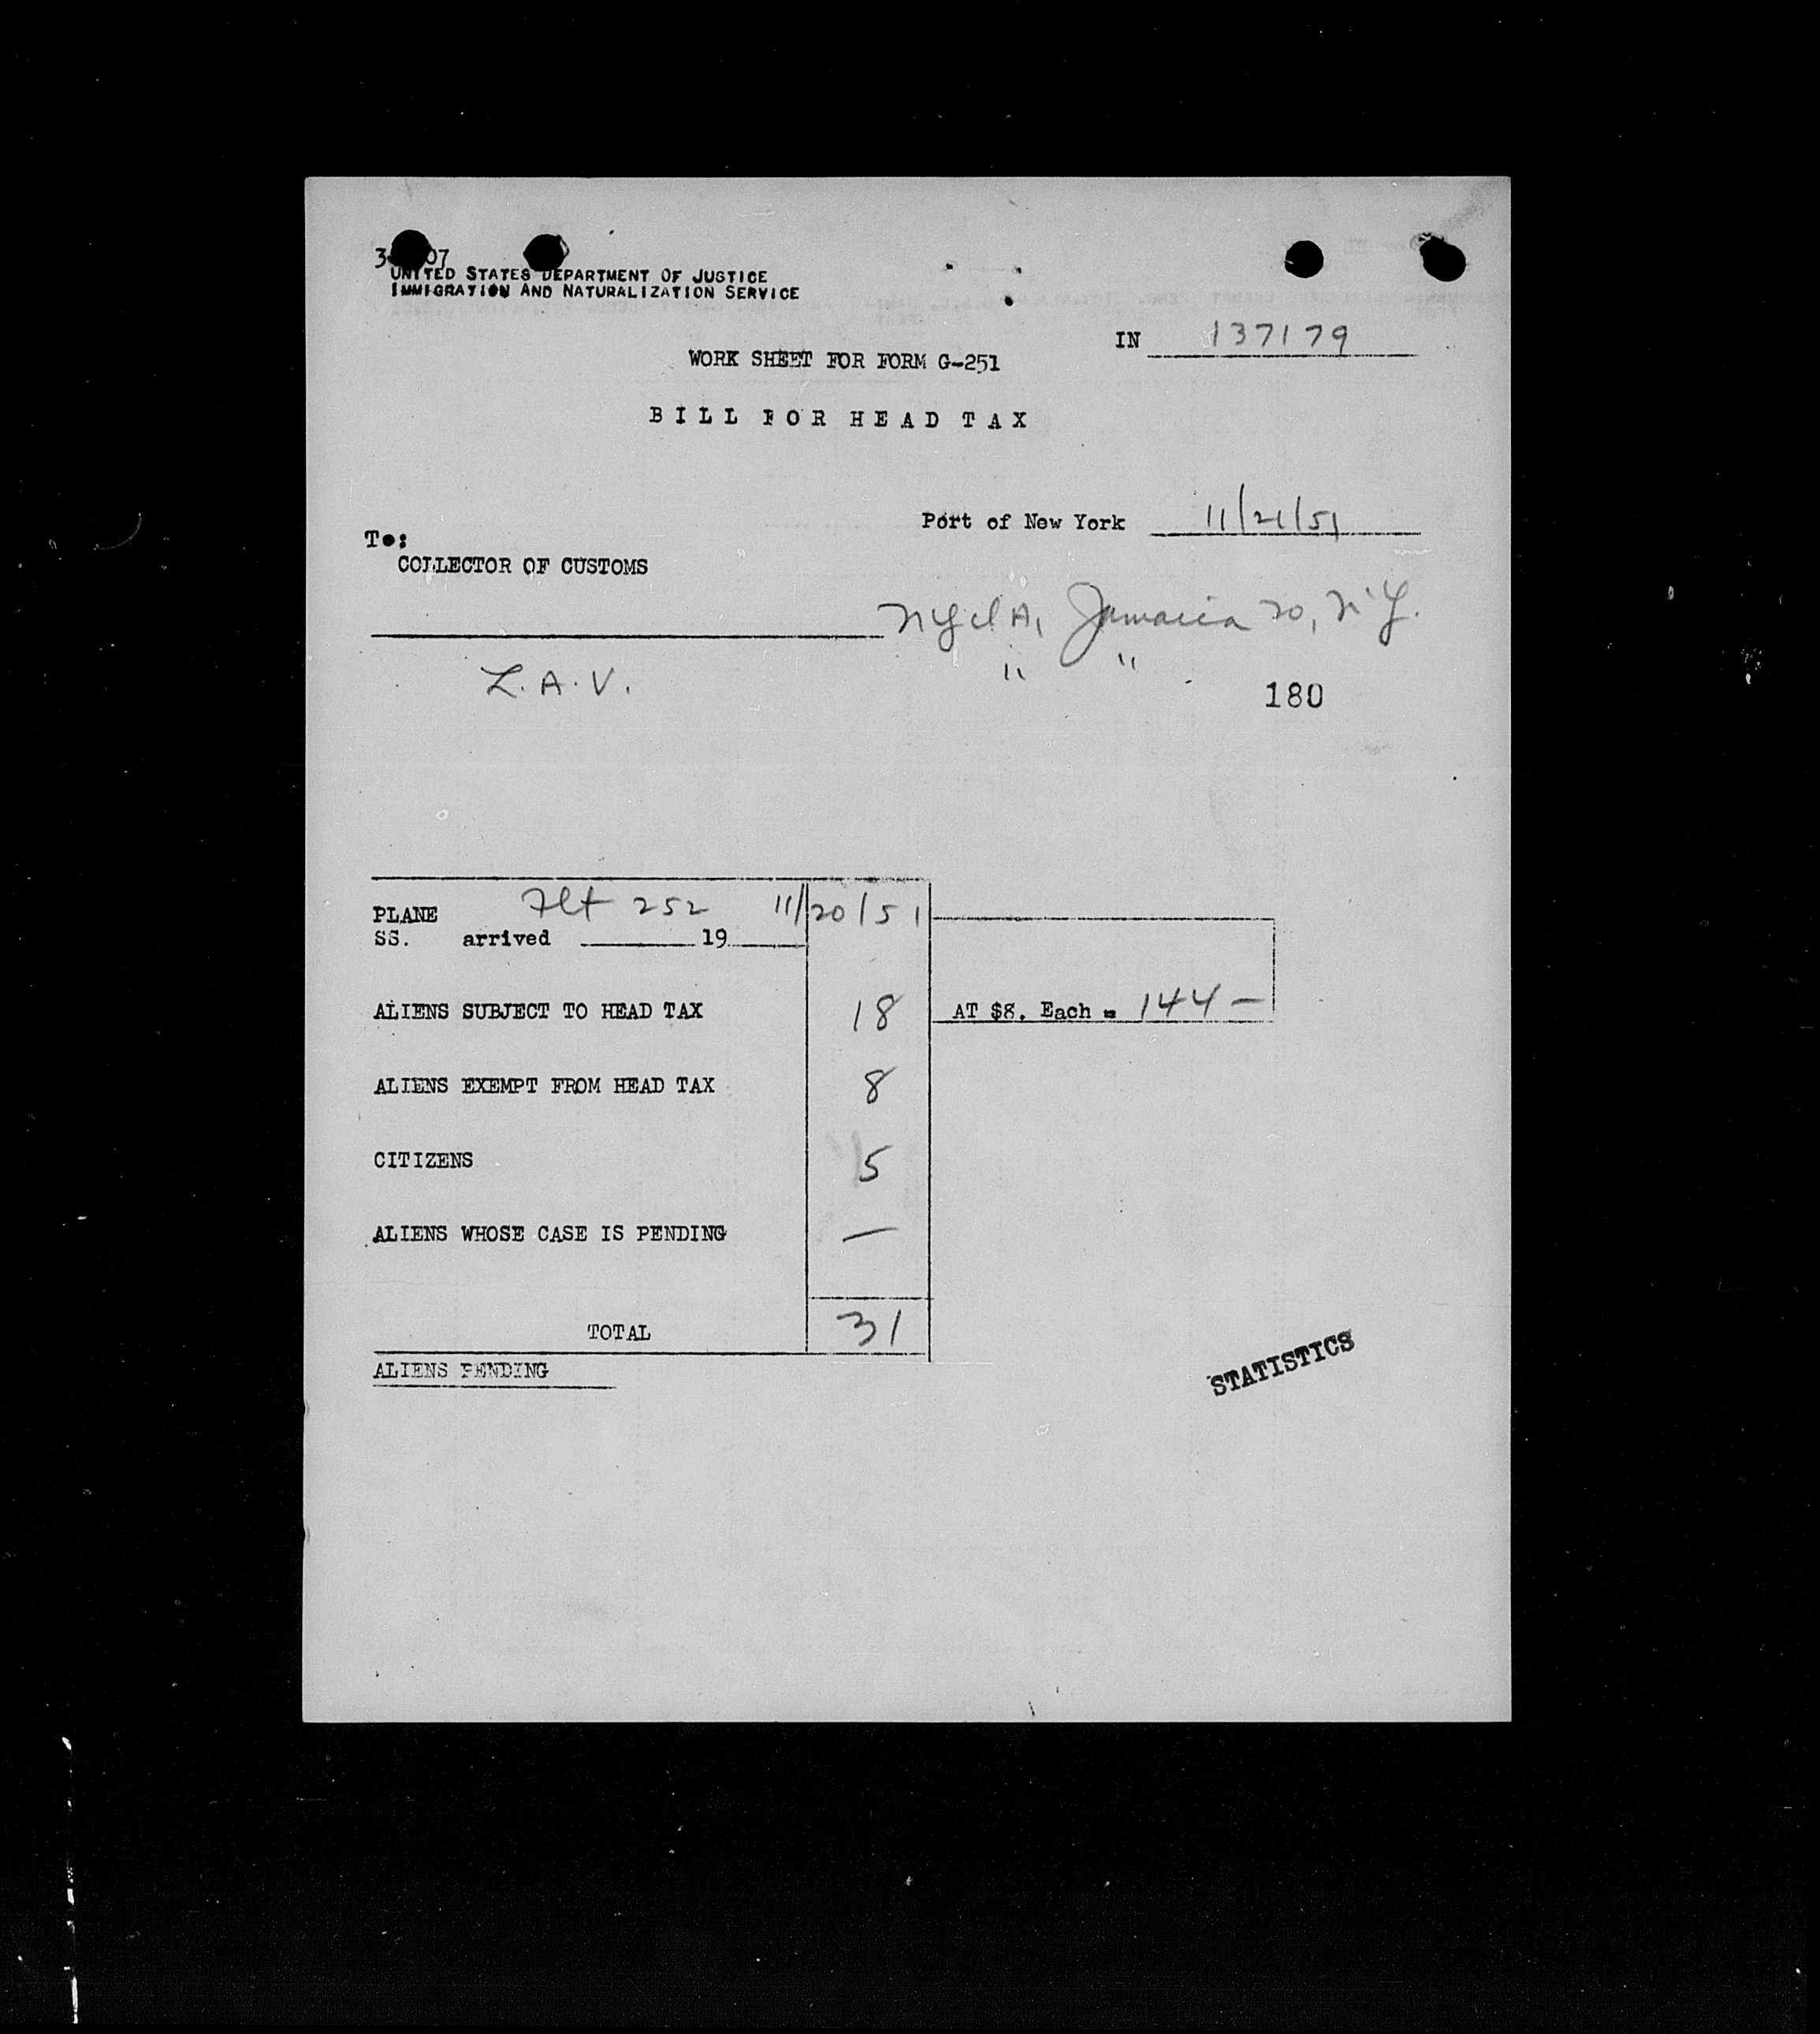 UNITED STATES DEPARTMENT OF JUSTICE
IMMIGRATION AND NATURALIZATION SERVICE
IN 137179
WORK SHEET FOR FORM G-251
BILL FOR HEAD TAX
Port of New York 11/21/51
To:
COLLECTOR OF CUSTOMS
Jamaica 20, N.Y.
" "
L.A.V.
180
PLANE Flt 252 11/20/51
SS. arrived 19
ALIENS SUBJECT TO HEAD TAX 18 AT $8. Each = 144 —
ALIENS EXEMPT FROM HEAD TAX 8
CITIZENS 5
ALIENS WHOSE CASE IS PENDING —
TOTAL 31
ALIENS PENDING
STATISTICS